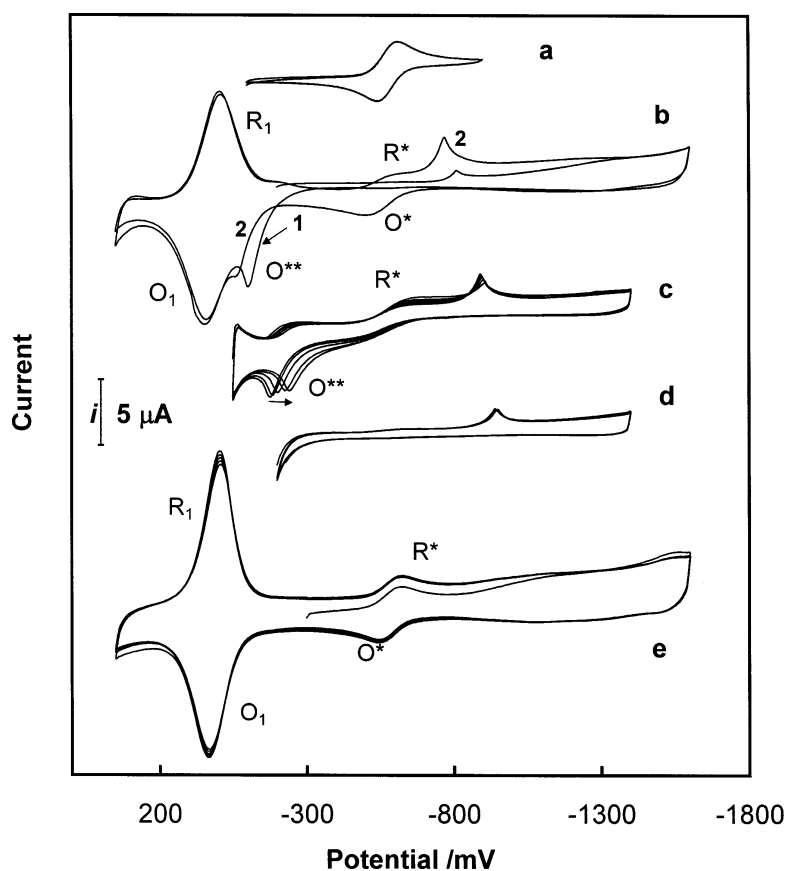 a
R1
b
R*
2
2
1
O*
O**
O1
R*
c
O**
d
Current
i 5 μA
R1
R*
O*
e
O1
200 -300 -800 -1300 -1800
Potential /mV